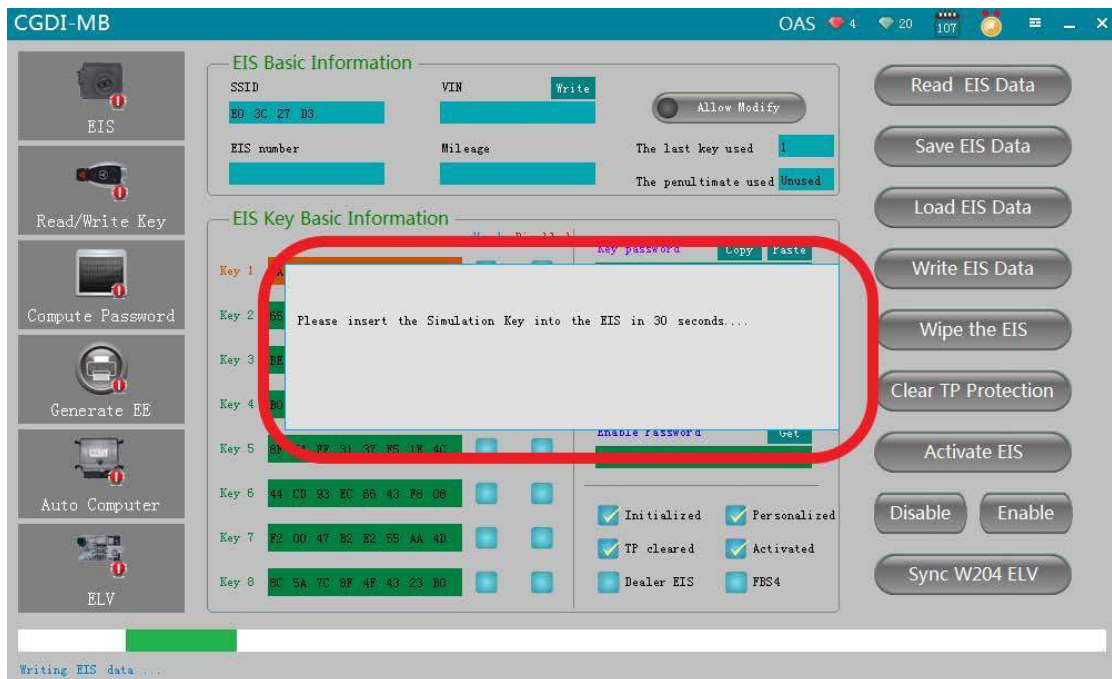 CGDI-MB
OAS 4 20 107
EIS
Read/Write Key
Compute Password
Generate EE
Auto Computer
ELV
EIS Basic Information
SSID
E0 3C 27 D3
VIN
Write
Allow Modify
EIS number
Mileage
The last key used 1
The penultimate used Unused
EIS Key Basic Information
Key password Copy Paste
Key 1
Key 2
Key 3
Key 4
Key 5
Key 6 44 CD 93 EC 66 43 F8 08
Key 7 F2 00 47 B2 E2 55 AA 4D
Key 8 8C 5A 7C 8F 4F 43 23 B0
Please insert the Simulation Key into the EIS in 30 seconds....
Enable Password Get
Initialized Personalized
TP cleared Activated
Dealer EIS FBS4
Read EIS Data
Save EIS Data
Load EIS Data
Write EIS Data
Wipe the EIS
Clear TP Protection
Activate EIS
Disable Enable
Sync W204 ELV
Writing EIS data ....